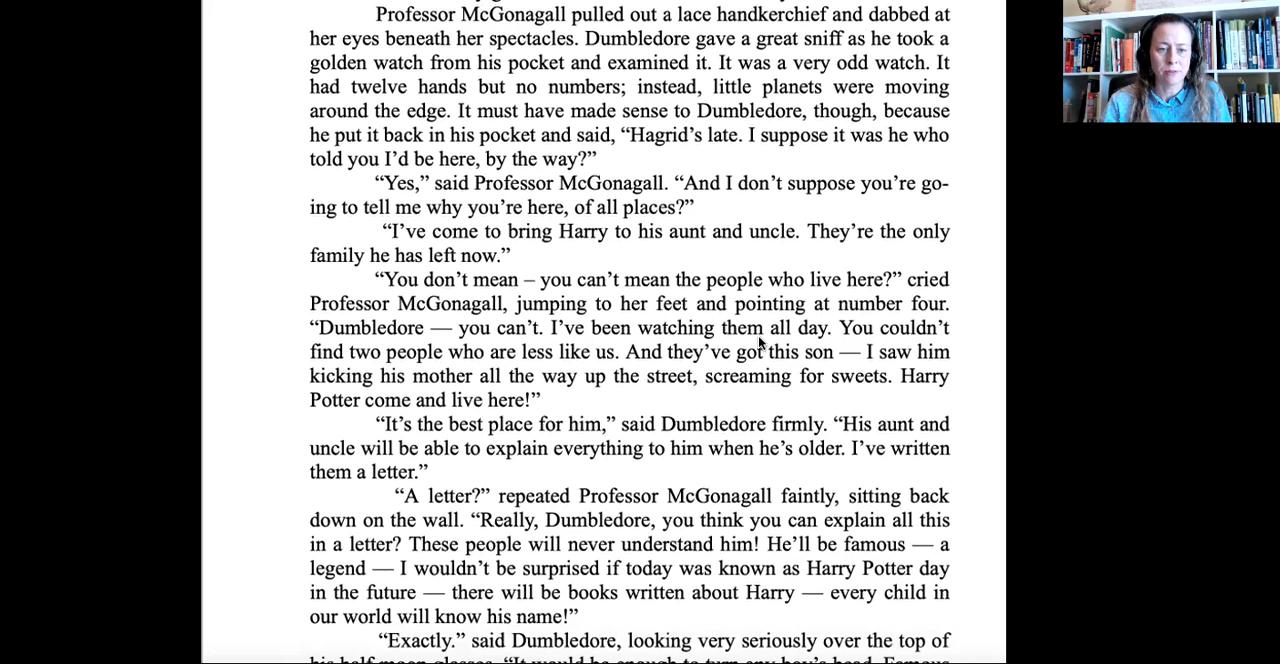 Professor McGonagall pulled out a lace handkerchief and dabbed at
her eyes beneath her spectacles. Dumbledore gave a great sniff as he took a
golden watch from his pocket and examined it. It was a very odd watch. It
had twelve hands but no numbers; instead, little planets were moving
around the edge. It must have made sense to Dumbledore, though, because
he put it back in his pocket and said, “Hagrid’s late. I suppose it was he who
told you I’d be here, by the way?”
“Yes,” said Professor McGonagall. “And I don’t suppose you’re go-
ing to tell me why you’re here, of all places?”
“I’ve come to bring Harry to his aunt and uncle. They’re the only
family he has left now.”
“You don’t mean – you can’t mean the people who live here?” cried
Professor McGonagall, jumping to her feet and pointing at number four.
“Dumbledore — you can’t. I’ve been watching them all day. You couldn’t
find two people who are less like us. And they’ve got this son — I saw him
kicking his mother all the way up the street, screaming for sweets. Harry
Potter come and live here!”
“It’s the best place for him,” said Dumbledore firmly. “His aunt and
uncle will be able to explain everything to him when he’s older. I’ve written
them a letter.”
“A letter?” repeated Professor McGonagall faintly, sitting back
down on the wall. “Really, Dumbledore, you think you can explain all this
in a letter? These people will never understand him! He’ll be famous — a
legend — I wouldn’t be surprised if today was known as Harry Potter day
in the future — there will be books written about Harry — every child in
our world will know his name!”
“Exactly.” said Dumbledore, looking very seriously over the top of